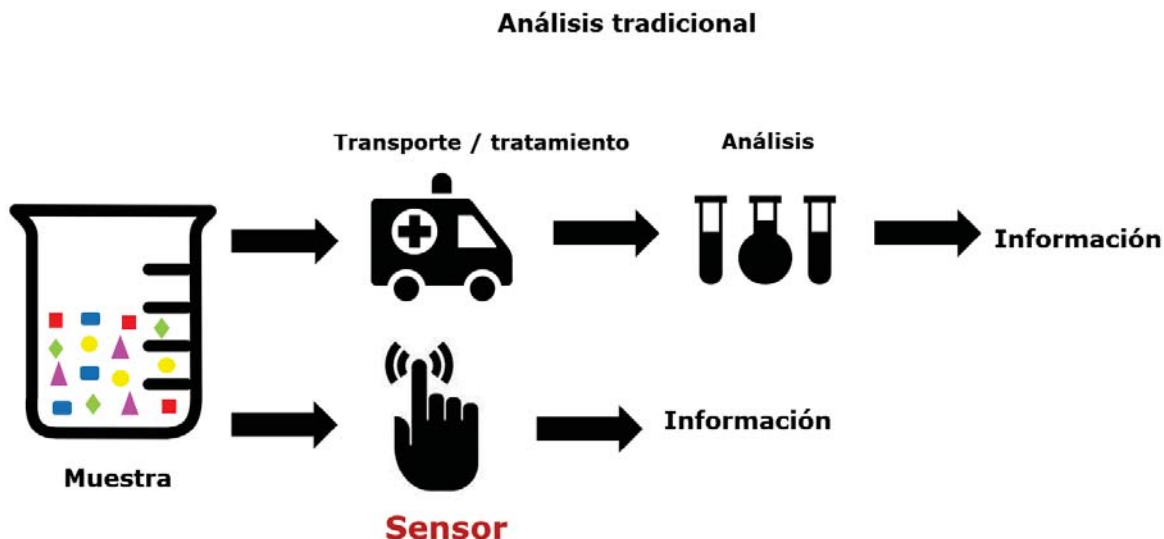 Análisis tradicional
Transporte / tratamiento
Análisis
Información
Información
Muestra
Sensor